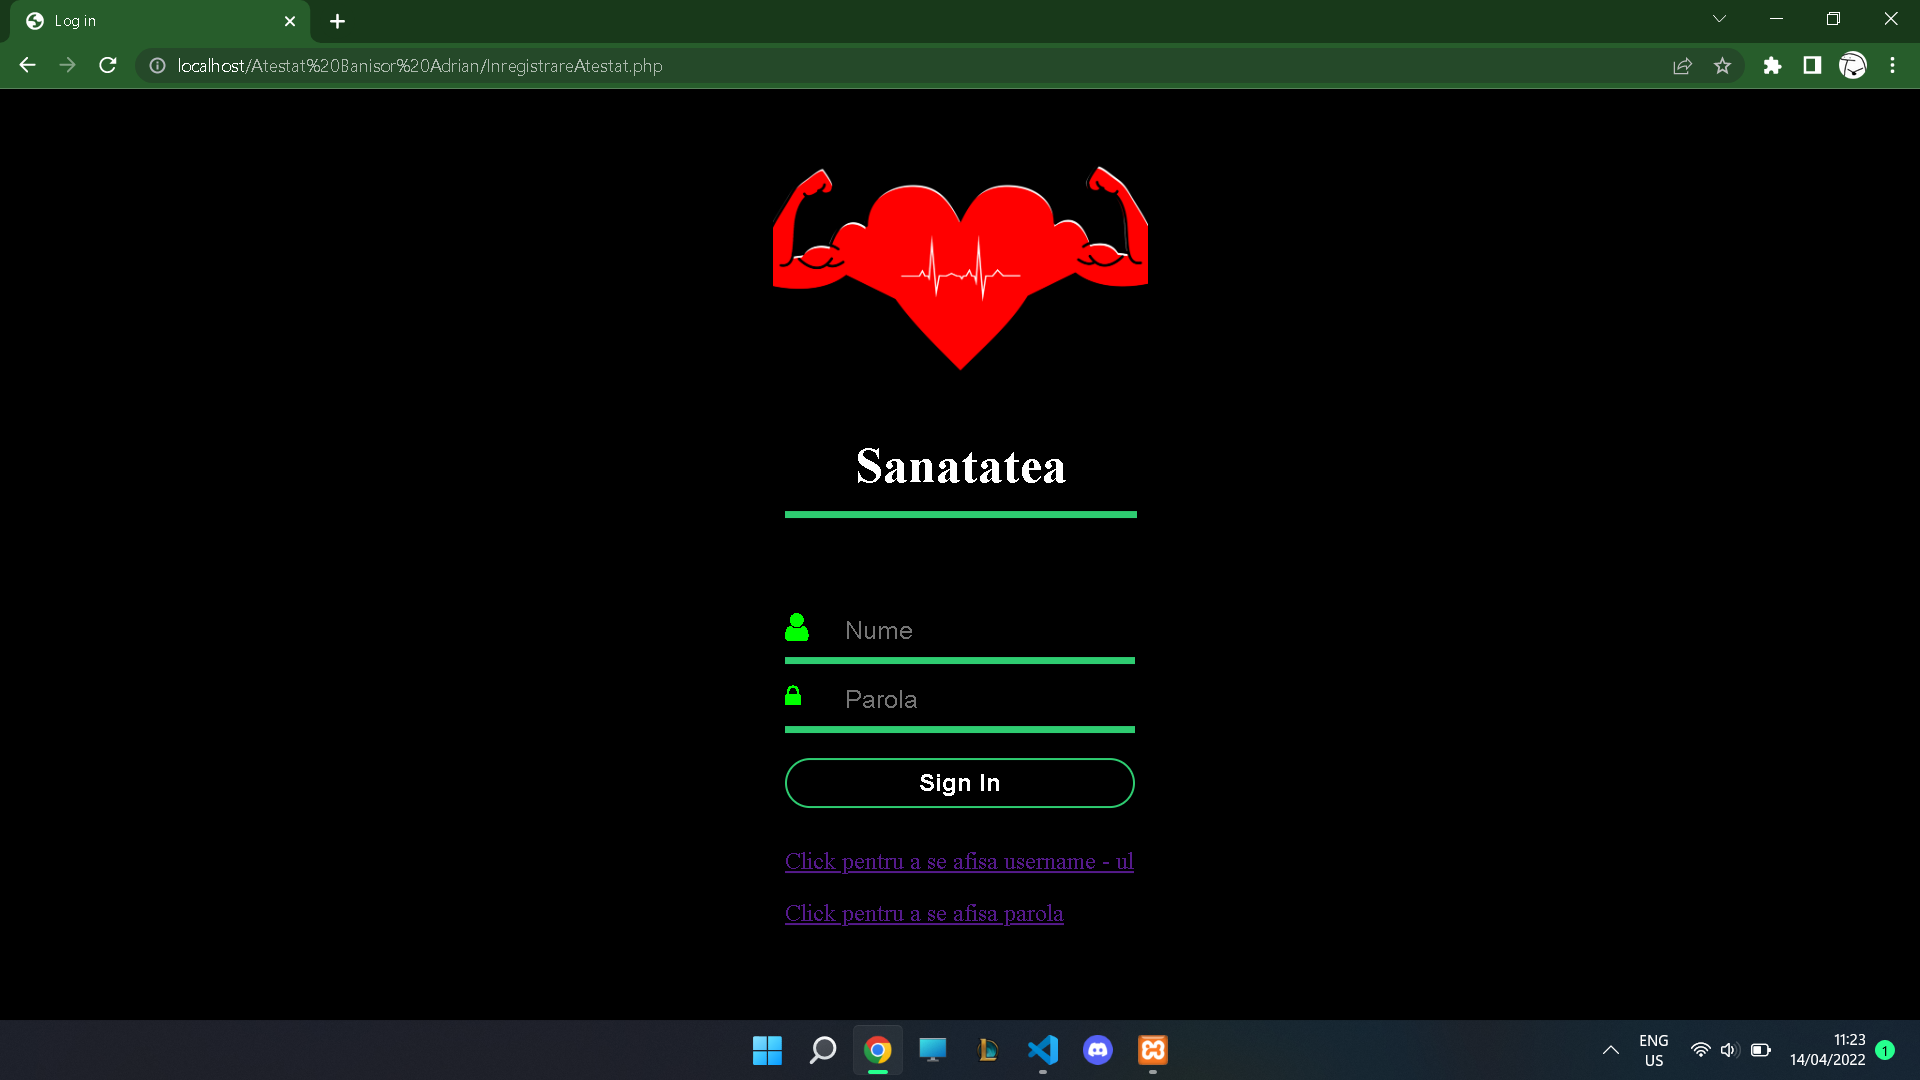 Log in
localhost/Atestat%20Banisor%20Adrian/InregistrareAtestat.php
Sanatatea
Nume
Parola
Sign In
Click pentru a se afisa username - ul
Click pentru a se afisa parola
ENG
US
11:23
14/04/2022
1